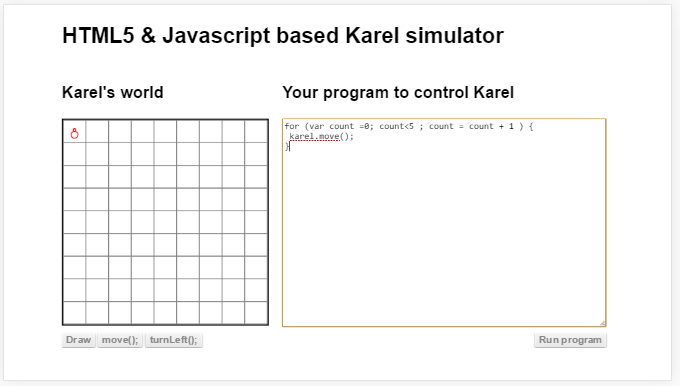 HTML5 & Javascript based Karel simulator
Karel's world
Your program to control Karel
for (var count =0; count<5 ; count = count + 1 ) {
karel.move();
}
Draw
move();
turnLeft();
Run program